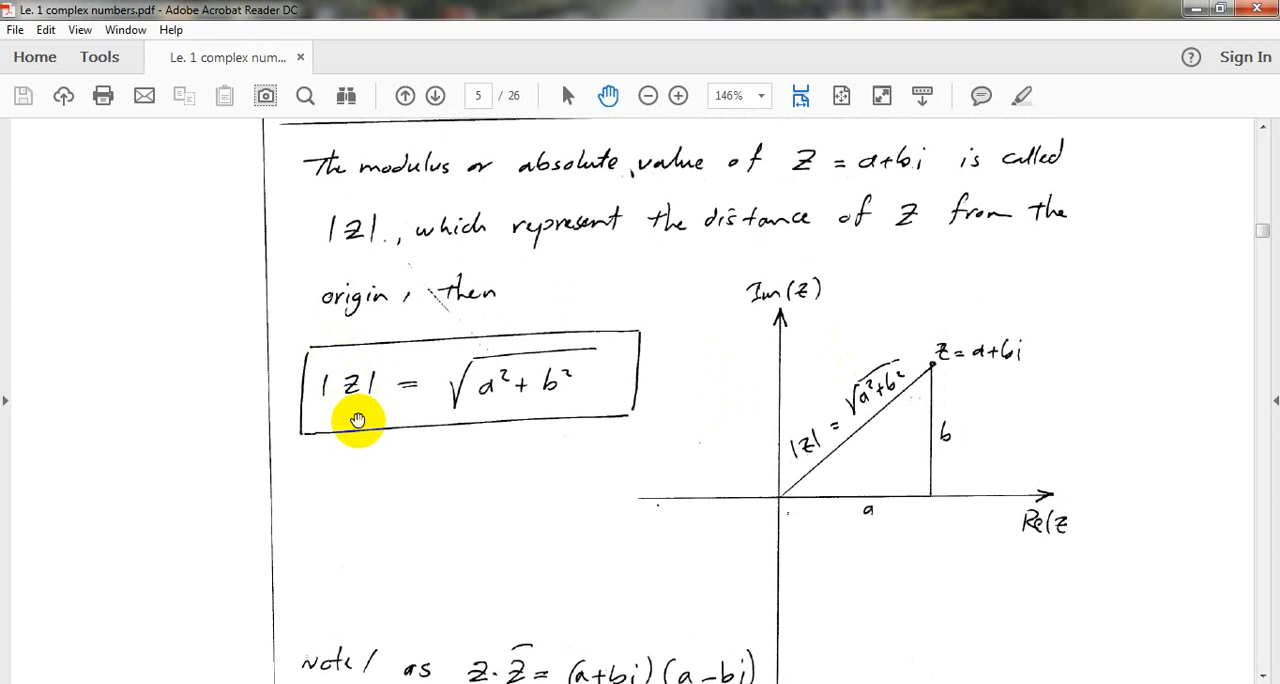 Le. 1 complex numbers.pdf - Adobe Acrobat Reader DC
File Edit View Window Help
Home Tools Le. 1 complex num... × ? Sign In
5 / 26 146%
The modulus or absolute value of Z = a+bi is called
|Z|, which represent the distance of Z from the
origin, then
Im(Z)
Z = a+bi
|Z| = √a²+b²
|Z| = √a²+b²
b
a
Re(Z
Note/ as Z·Z̅ = (a+bi)(a-bi)